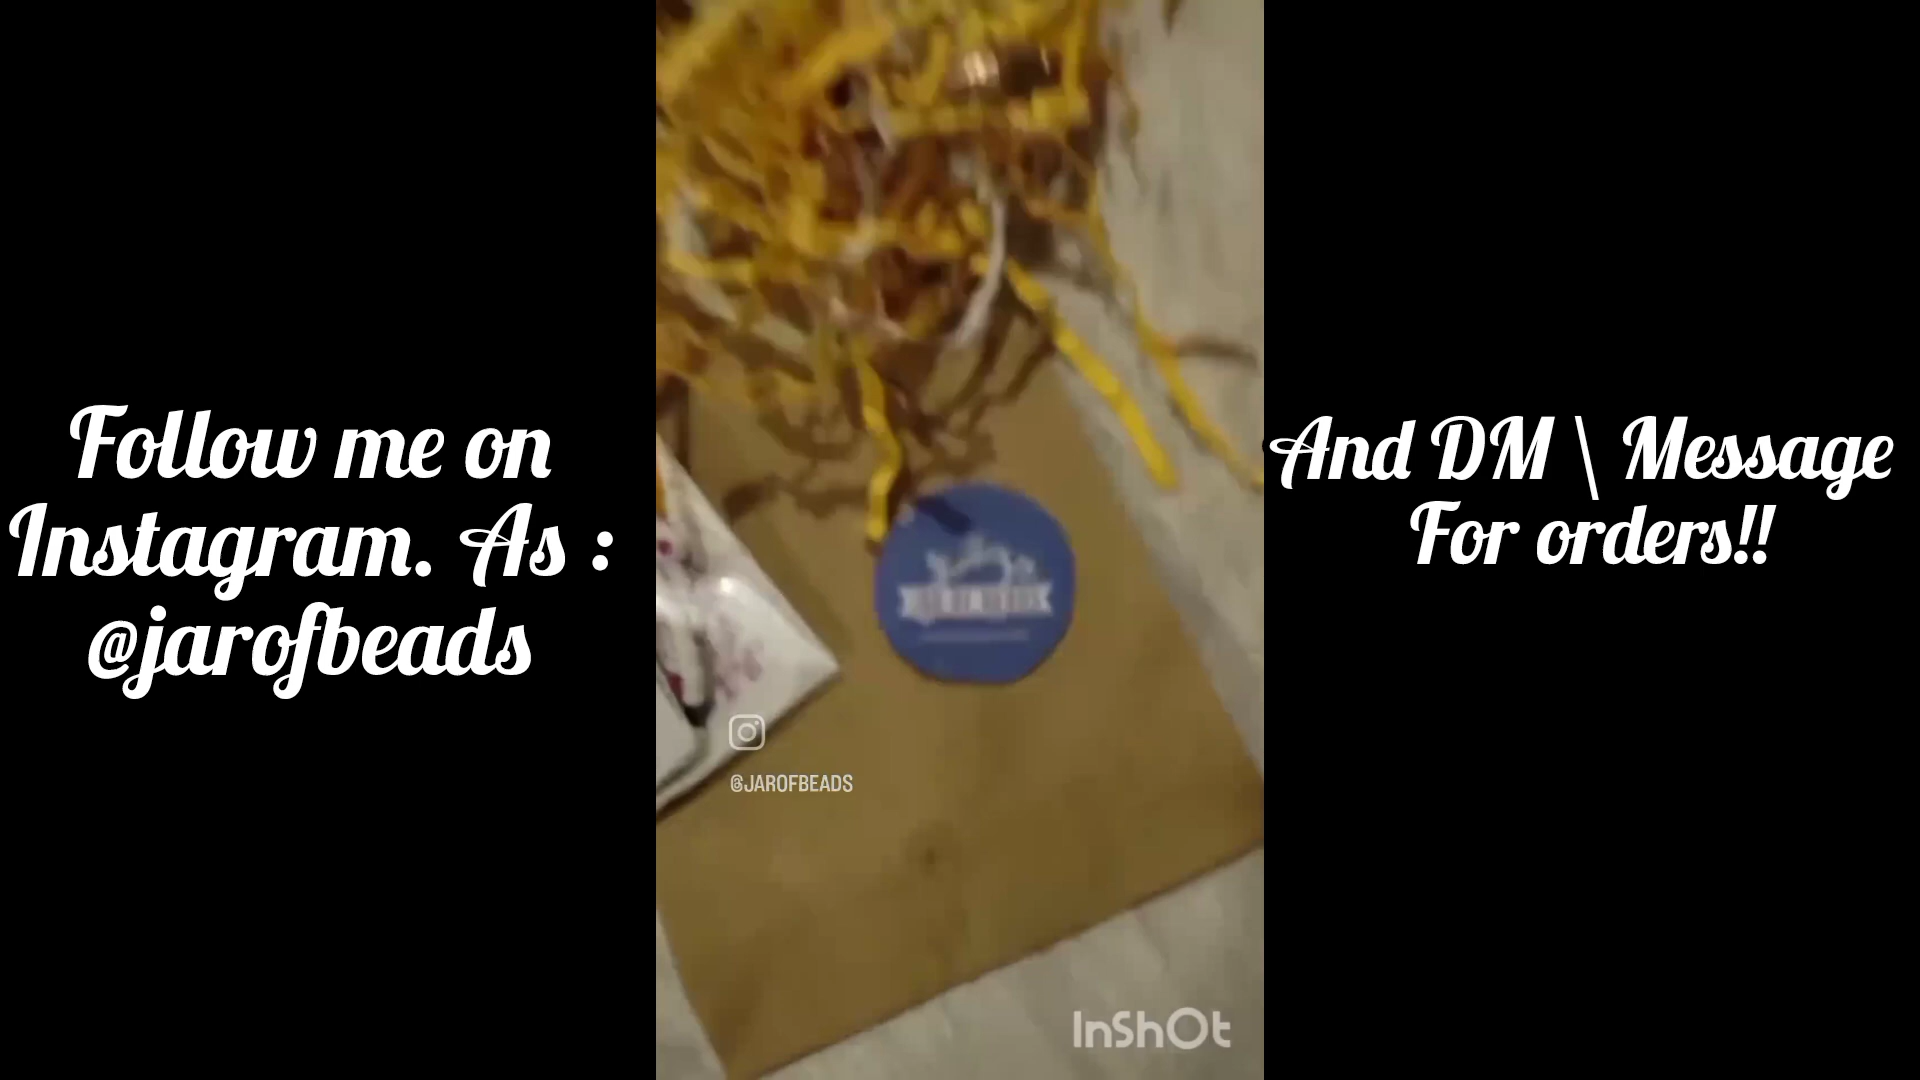 Follow me on
Instagram. As :
@jarofbeads
And DM \ Message
For orders!!
@JAROFBEADS
InShOt